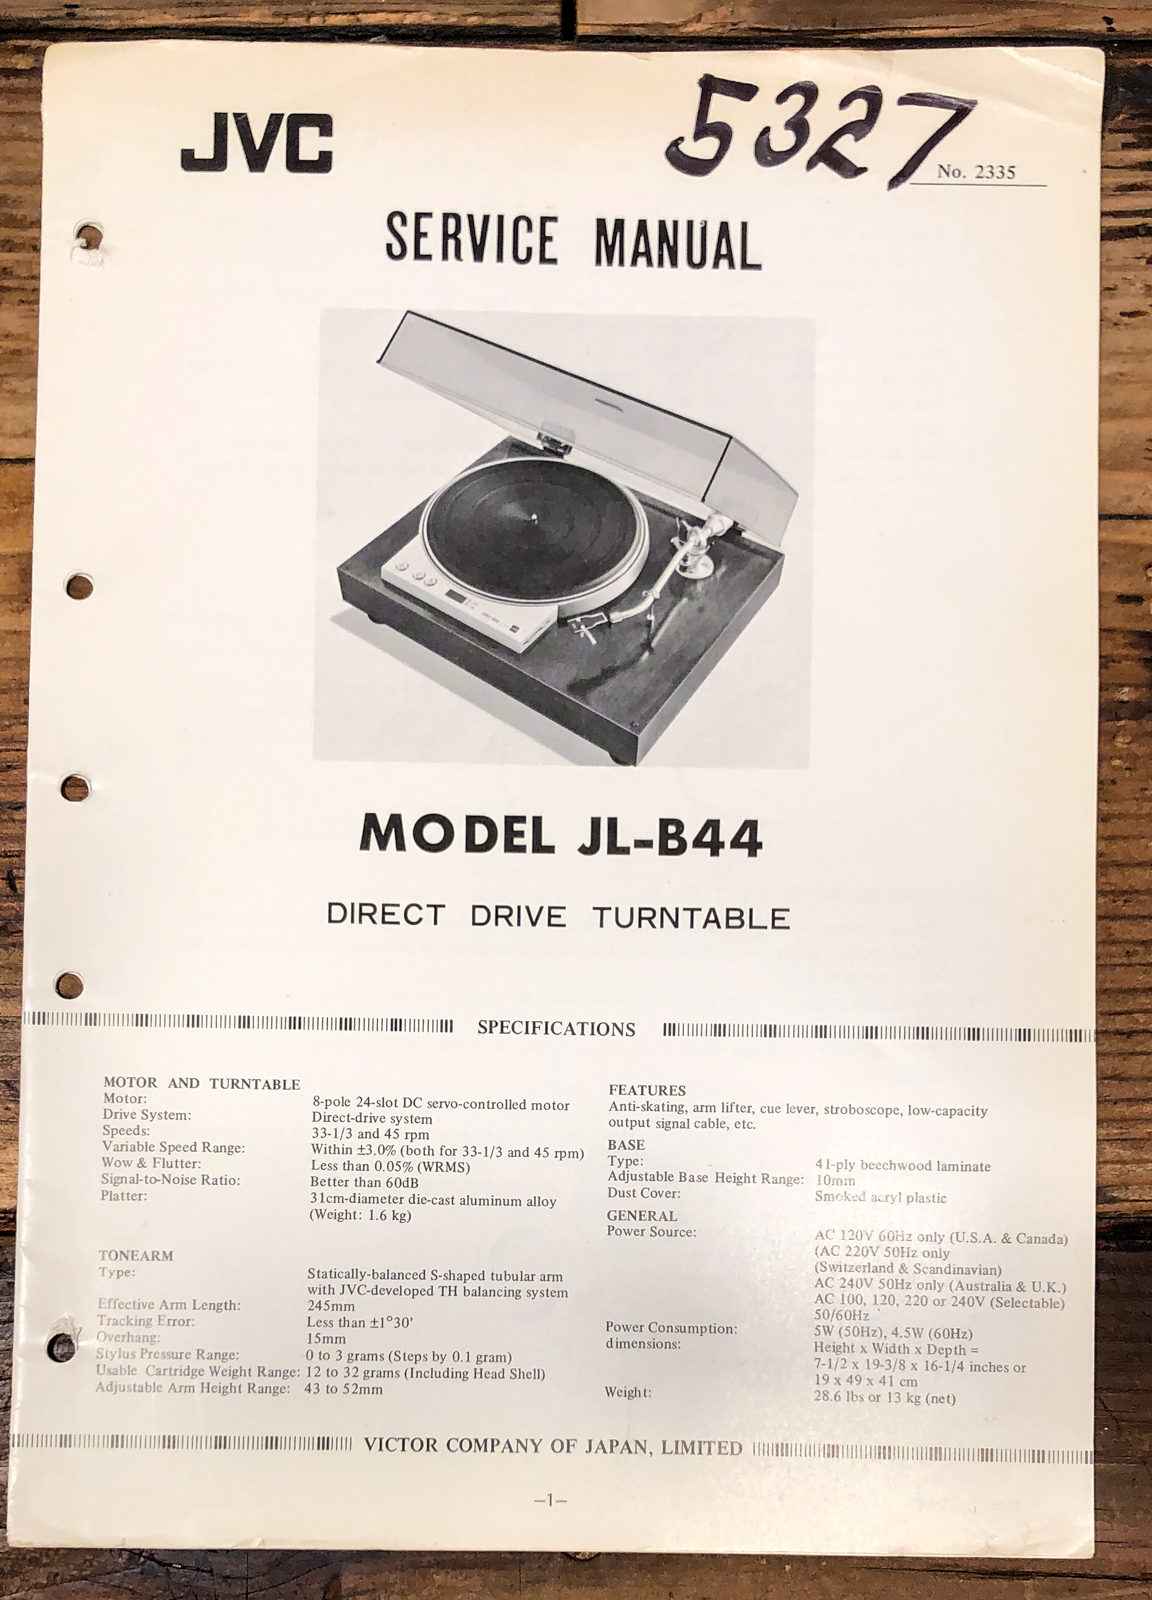 JVC
5327
No. 2335
SERVICE MANUAL
MODEL JL-B44
DIRECT DRIVE TURNTABLE
SPECIFICATIONS
MOTOR AND TURNTABLE
Motor: 8-pole 24-slot DC servo-controlled motor
Drive System: Direct-drive system
Speeds: 33-1/3 and 45 rpm
Variable Speed Range: Within ±3.0% (both for 33-1/3 and 45 rpm)
Wow & Flutter: Less than 0.05% (WRMS)
Signal-to-Noise Ratio: Better than 60dB
Platter: 31cm-diameter die-cast aluminum alloy
(Weight: 1.6 kg)
TONEARM
Type: Statically-balanced S-shaped tubular arm
with JVC-developed TH balancing system
Effective Arm Length: 245mm
Tracking Error: Less than ±1°30'
Overhang: 15mm
Stylus Pressure Range: 0 to 3 grams (Steps by 0.1 gram)
Usable Cartridge Weight Range: 12 to 32 grams (Including Head Shell)
Adjustable Arm Height Range: 43 to 52mm
FEATURES
Anti-skating, arm lifter, cue lever, stroboscope, low-capacity
output signal cable, etc.
BASE
Type: 41-ply beechwood laminate
Adjustable Base Height Range: 10mm
Dust Cover: Smoked acryl plastic
GENERAL
Power Source: AC 120V 60Hz only (U.S.A. & Canada)
(AC 220V 50Hz only
(Switzerland & Scandinavian)
AC 240V 50Hz only (Australia & U.K.)
AC 100, 120, 220 or 240V (Selectable)
50/60Hz
Power Consumption: 5W (50Hz), 4.5W (60Hz)
dimensions: Height x Width x Depth =
7-1/2 x 19-3/8 x 16-1/4 inches or
19 x 49 x 41 cm
Weight: 28.6 lbs or 13 kg (net)
VICTOR COMPANY OF JAPAN, LIMITED
–1–